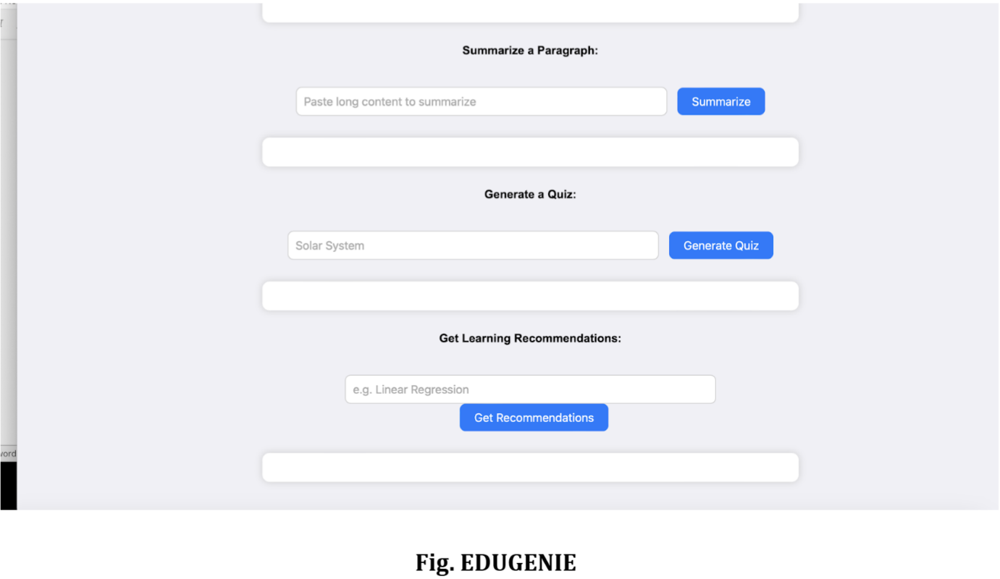 Summarize a Paragraph:
Paste long content to summarize
Summarize
Generate a Quiz:
Solar System
Generate Quiz
Get Learning Recommendations:
e.g. Linear Regression
Get Recommendations
Fig. EDUGENIE